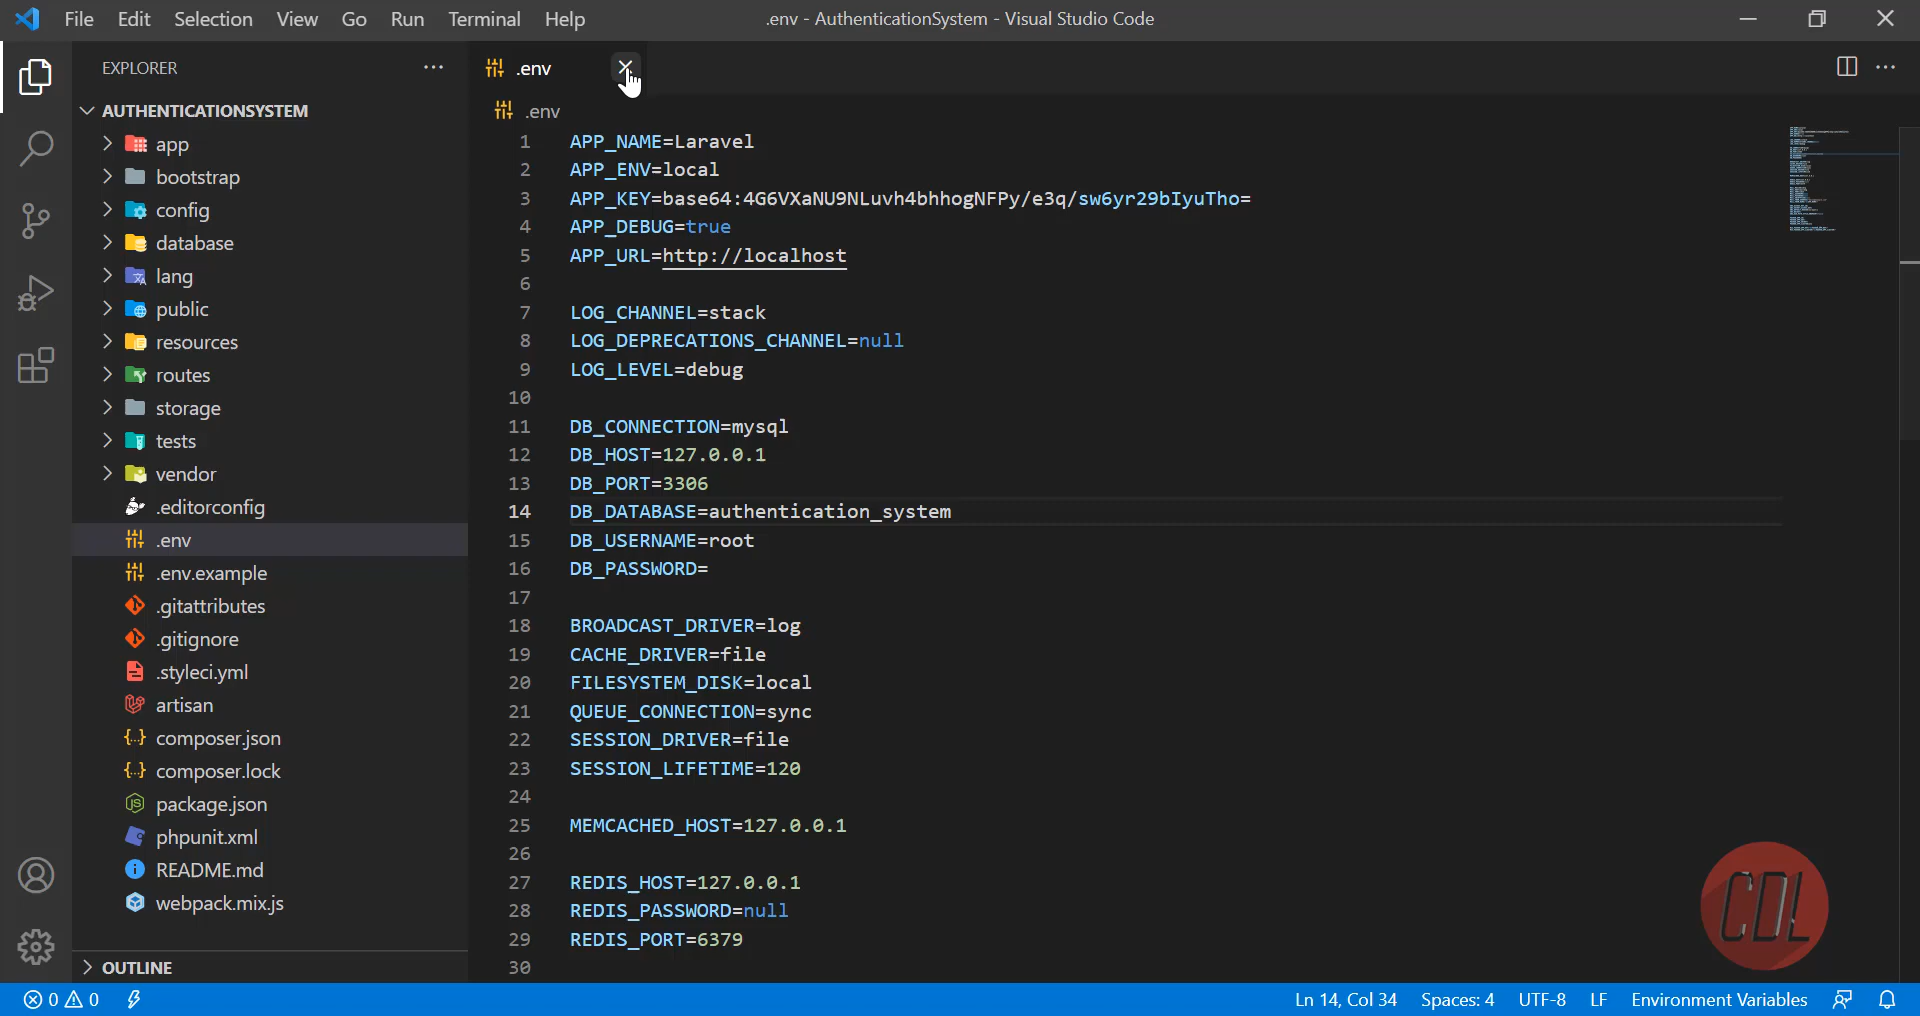 File Edit Selection View Go Run Terminal Help
.env - AuthenticationSystem - Visual Studio Code
EXPLORER
AUTHENTICATIONSYSTEM
app
bootstrap
config
database
lang
public
resources
routes
storage
tests
vendor
.editorconfig
.env
.env.example
.gitattributes
.gitignore
.styleci.yml
artisan
composer.json
composer.lock
package.json
phpunit.xml
README.md
webpack.mix.js
OUTLINE
.env
.env
1 APP_NAME=Laravel
2 APP_ENV=local
3 APP_KEY=base64:4G6VXaNU9NLuvh4bhhogNFPy/e3q/sw6yr29bIyuTho=
4 APP_DEBUG=true
5 APP_URL=http://localhost
6
7 LOG_CHANNEL=stack
8 LOG_DEPRECATIONS_CHANNEL=null
9 LOG_LEVEL=debug
10
11 DB_CONNECTION=mysql
12 DB_HOST=127.0.0.1
13 DB_PORT=3306
14 DB_DATABASE=authentication_system
15 DB_USERNAME=root
16 DB_PASSWORD=
17
18 BROADCAST_DRIVER=log
19 CACHE_DRIVER=file
20 FILESYSTEM_DISK=local
21 QUEUE_CONNECTION=sync
22 SESSION_DRIVER=file
23 SESSION_LIFETIME=120
24
25 MEMCACHED_HOST=127.0.0.1
26
27 REDIS_HOST=127.0.0.1
28 REDIS_PASSWORD=null
29 REDIS_PORT=6379
30
CDL
0 0
Ln 14, Col 34 Spaces: 4 UTF-8 LF Environment Variables